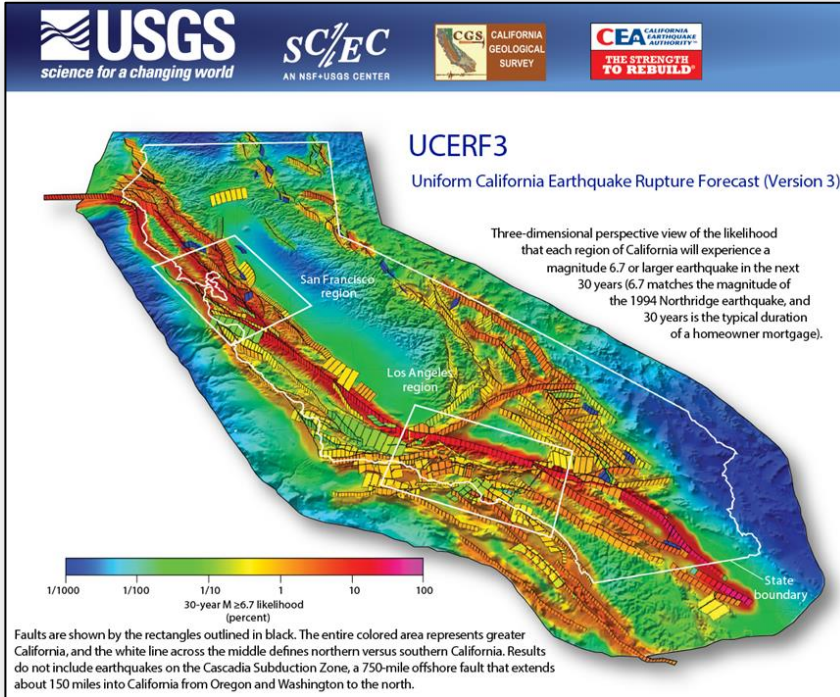 USGS
science for a changing world
SC/EC
AN NSF+USGS CENTER
CGS
CALIFORNIA
GEOLOGICAL
SURVEY
CEA CALIFORNIA
EARTHQUAKE
AUTHORITY™
THE STRENGTH
TO REBUILD®
UCERF3
Uniform California Earthquake Rupture Forecast (Version 3)
Three-dimensional perspective view of the likelihood
that each region of California will experience a
magnitude 6.7 or larger earthquake in the next
30 years (6.7 matches the magnitude of
the 1994 Northridge earthquake, and
30 years is the typical duration
of a homeowner mortgage).
San Francisco
region
Los Angeles
region
State
boundary
1/1000 1/100 1/10 1 10 100
30-year M ≥6.7 likelihood
(percent)
Faults are shown by the rectangles outlined in black. The entire colored area represents greater
California, and the white line across the middle defines northern versus southern California. Results
do not include earthquakes on the Cascadia Subduction Zone, a 750-mile offshore fault that extends
about 150 miles into California from Oregon and Washington to the north.